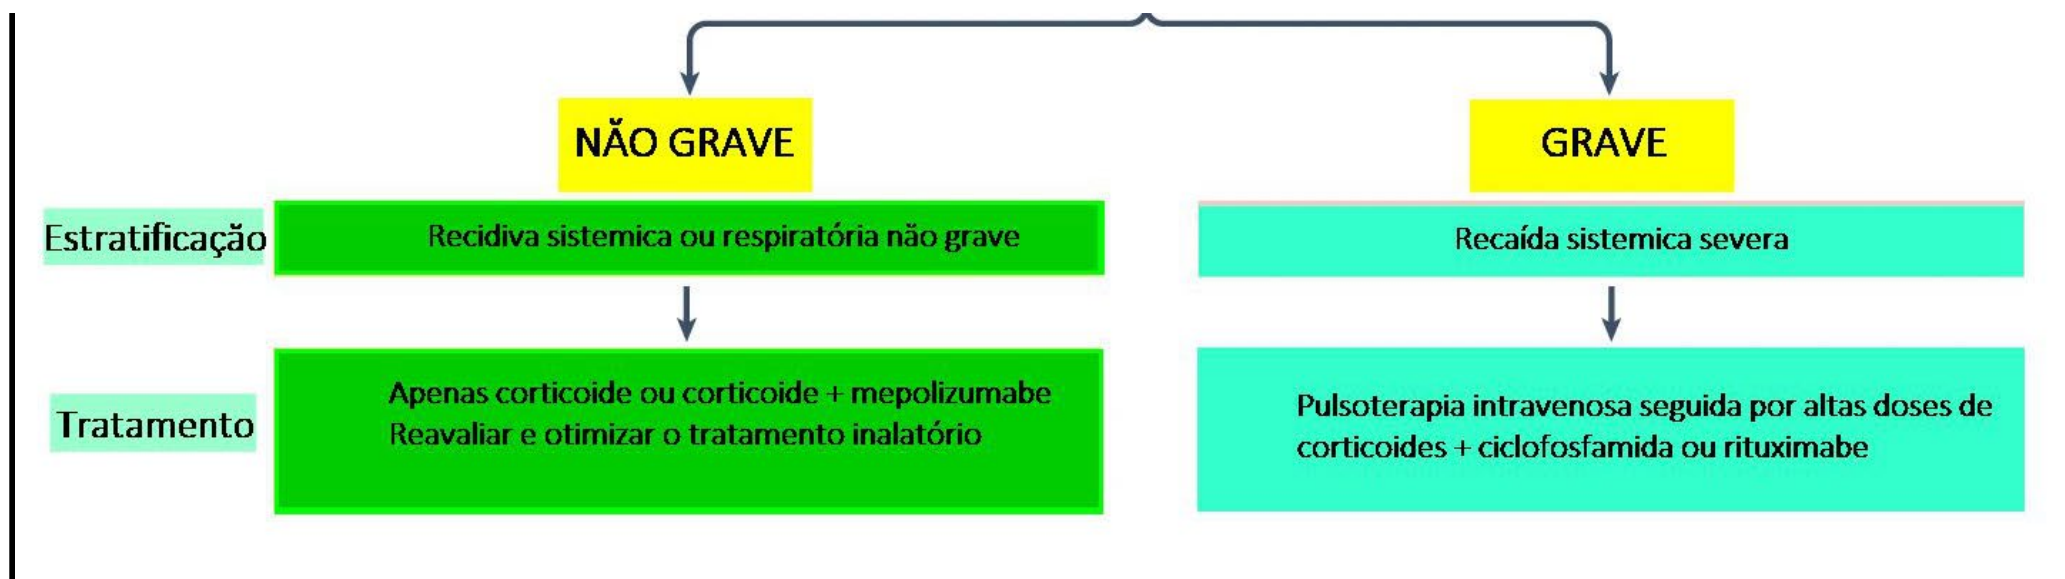 NÃO GRAVE
GRAVE
Estratificação
Recidiva sistemica ou respiratória não grave
Recaída sistemica severa
Tratamento
Apenas corticoide ou corticoide + mepolizumabe
Reavaliar e otimizar o tratamento inalatório
Pulsoterapia intravenosa seguida por altas doses de
corticoides + ciclofosfamida ou rituximabe